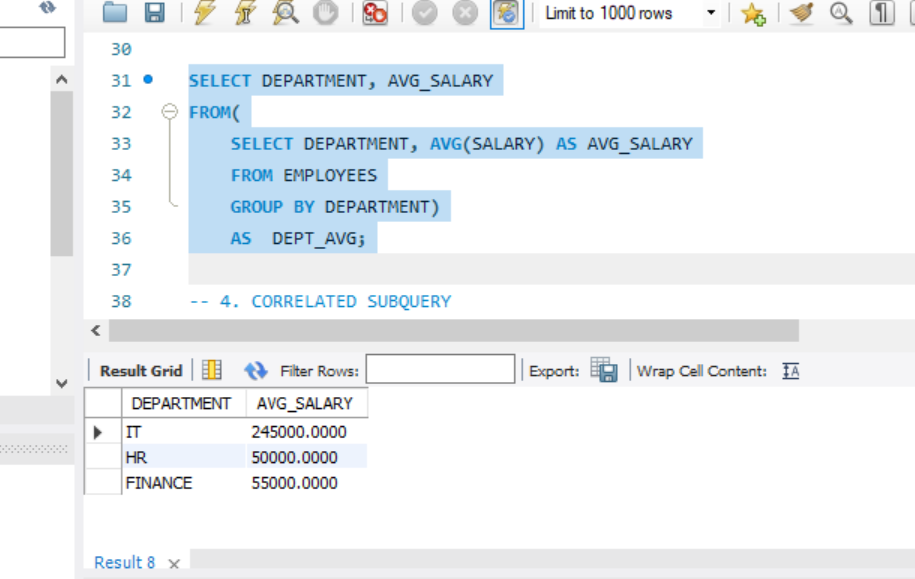 Limit to 1000 rows
30
31 SELECT DEPARTMENT, AVG_SALARY
32 FROM(
33 SELECT DEPARTMENT, AVG(SALARY) AS AVG_SALARY
34 FROM EMPLOYEES
35 GROUP BY DEPARTMENT)
36 AS DEPT_AVG;
37
38 -- 4. CORRELATED SUBQUERY
Result Grid Filter Rows: Export: Wrap Cell Content: IA
DEPARTMENT AVG_SALARY
IT 245000.0000
HR 50000.0000
FINANCE 55000.0000
Result 8 ×